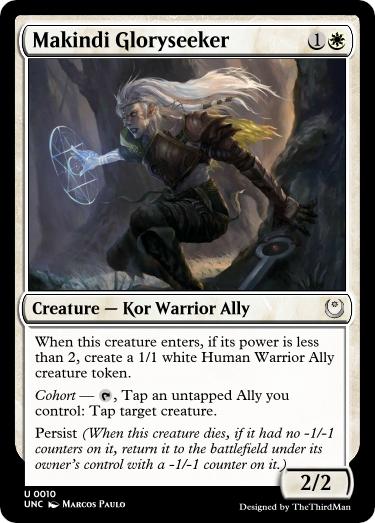 Makindi Gloryseeker 1
Creature — Kor Warrior Ally
When this creature enters, if its power is less
than 2, create a 1/1 white Human Warrior Ally
creature token.
Cohort — , Tap an untapped Ally you
control: Tap target creature.
Persist (When this creature dies, if it had no -1/-1
counters on it, return it to the battlefield under its
owner's control with a -1/-1 counter on it.)
2/2
U 0010
UNC Marcos Paulo
Designed by TheThirdMan